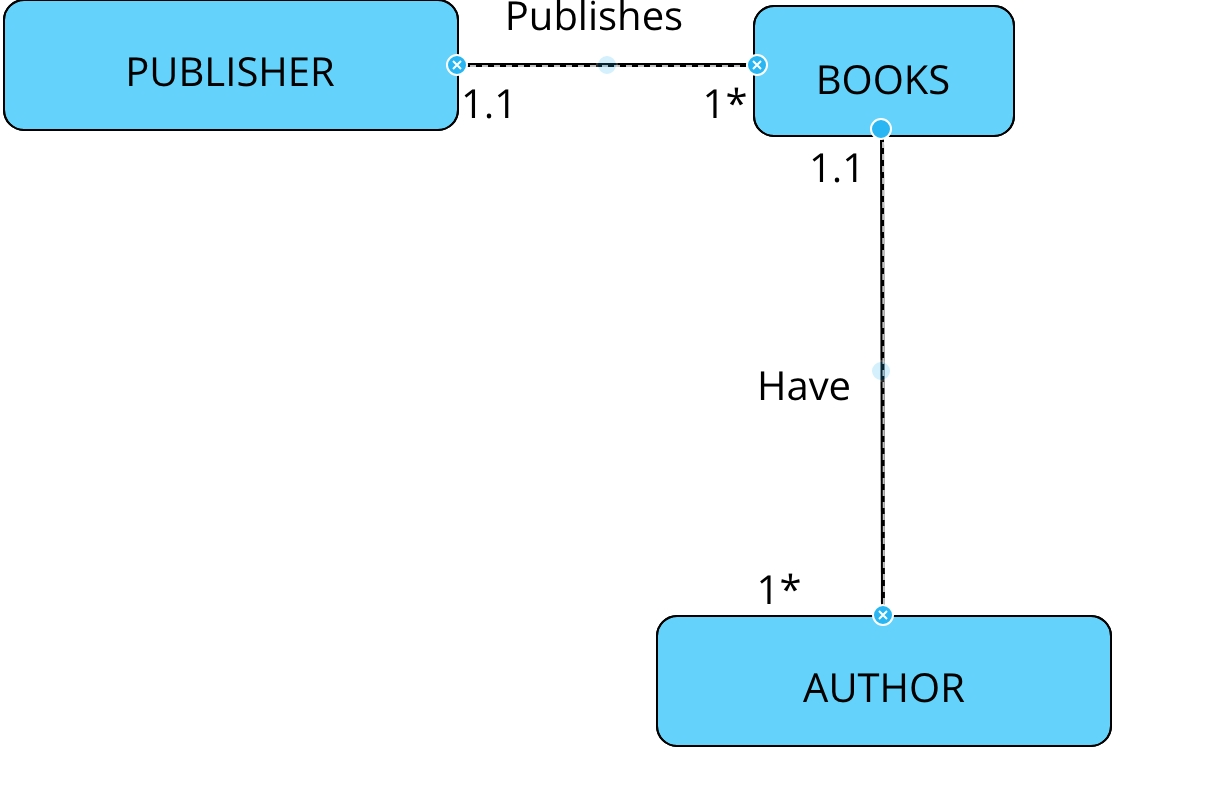 Publishes
PUBLISHER
BOOKS
1.1
1*
1.1
Have
1*
AUTHOR